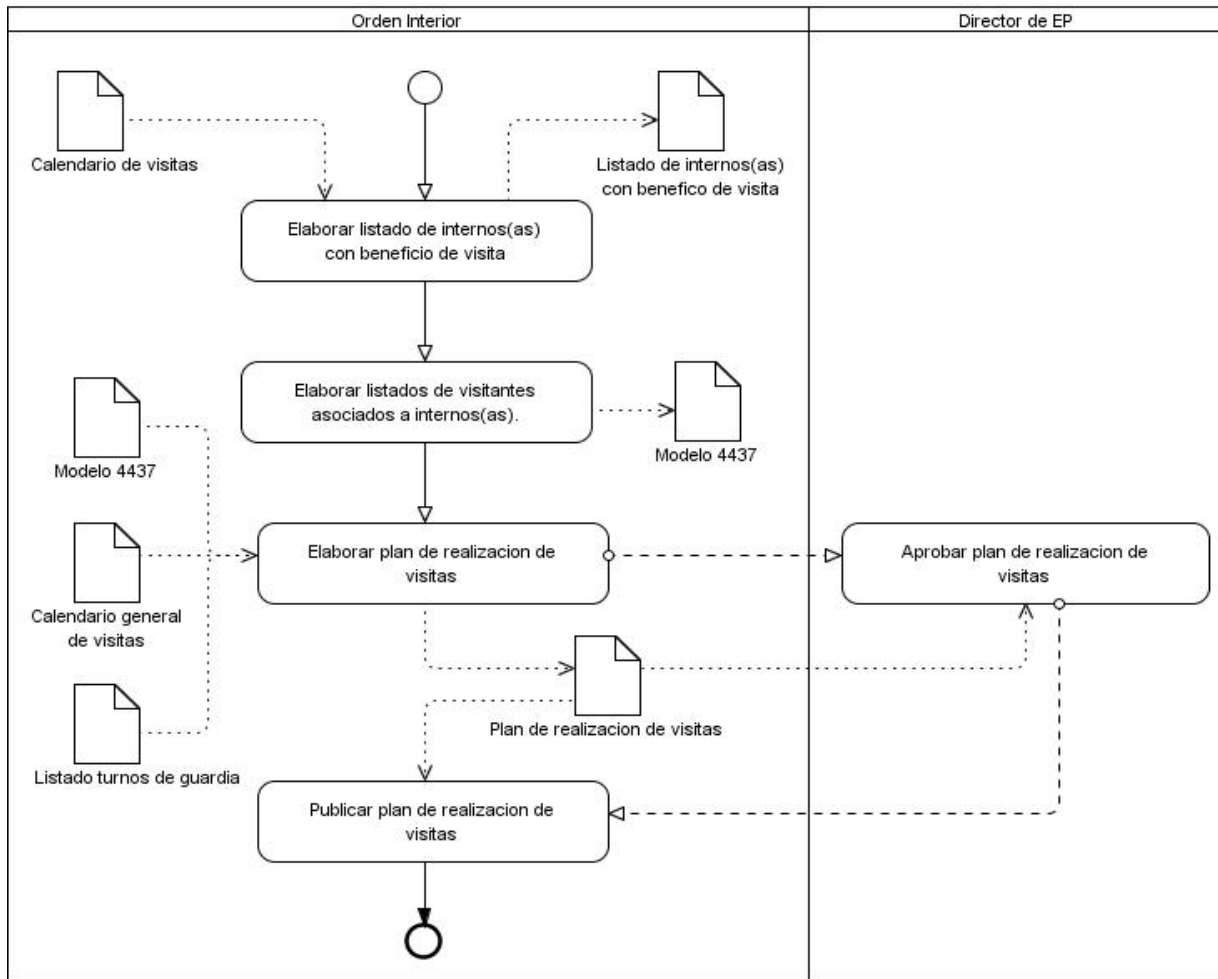 Orden Interior
Director de EP
Calendario de visitas
Listado de internos(as)
con benefico de visita
Elaborar listado de internos(as)
con beneficio de visita
Elaborar listados de visitantes
asociados a internos(as).
Modelo 4437
Modelo 4437
Elaborar plan de realizacion de
visitas
Aprobar plan de realizacion de
visitas
Calendario general
de visitas
Plan de realizacion de visitas
Listado turnos de guardia
Publicar plan de realizacion de
visitas